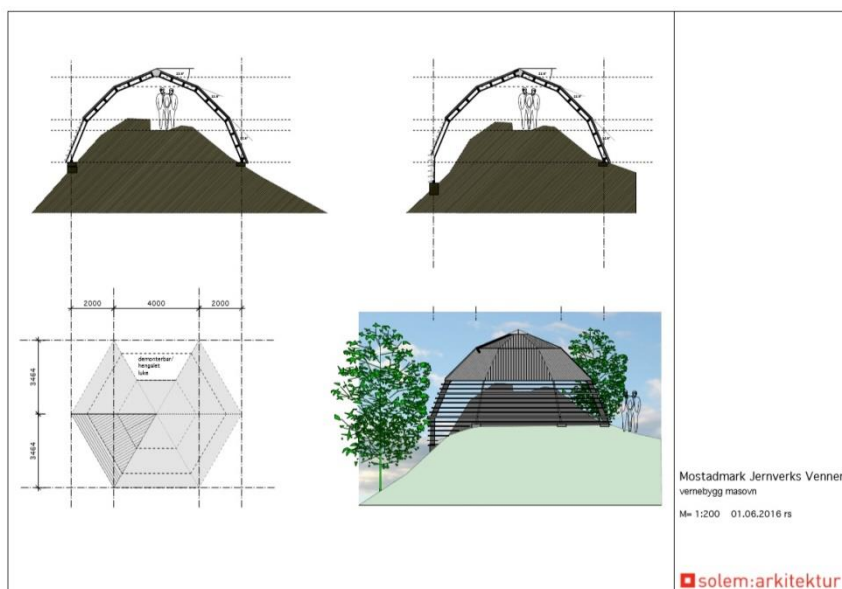 2000
4000
2000
demonterbar/
hengslet
luke
3464
3464
Mostadmark Jernverks Venner
vernebygg masovn
M= 1:200 01.06.2016 rs
solem:arkitektur